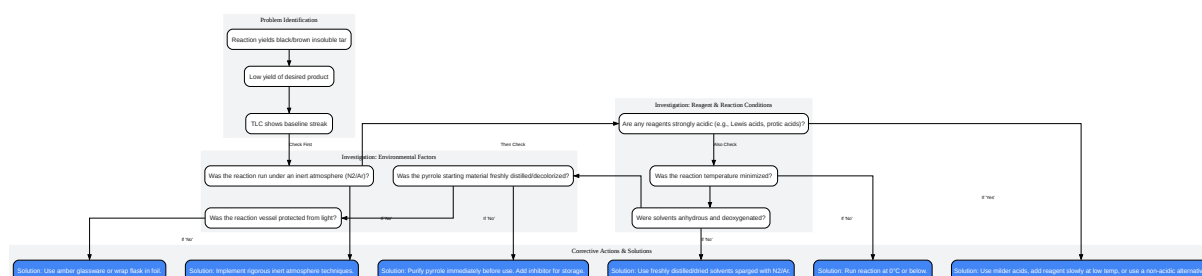 Problem Identification
Reaction yields black/brown insoluble tar
Low yield of desired product
TLC shows baseline streak
Check First
Investigation: Environmental Factors
Was the reaction run under an inert atmosphere (N2/Ar)?
Was the pyrrole starting material freshly distilled/decolorized?
Was the reaction vessel protected from light?
Then Check
Investigation: Reagent & Reaction Conditions
Are any reagents strongly acidic (e.g., Lewis acids, protic acids)?
Also Check
Was the reaction temperature minimized?
Were solvents anhydrous and deoxygenated?
If 'No'
If 'No'
If 'No'
If 'No'
If 'No'
If 'Yes'
Corrective Actions & Solutions
Solution: Use amber glassware or wrap flask in foil.
Solution: Implement rigorous inert atmosphere techniques.
Solution: Purify pyrrole immediately before use. Add inhibitor for storage.
Solution: Use freshly distilled/dried solvents sparged with N2/Ar.
Solution: Run reaction at 0°C or below.
Solution: Use milder acids, add reagent slowly at low temp, or use a non-acidic